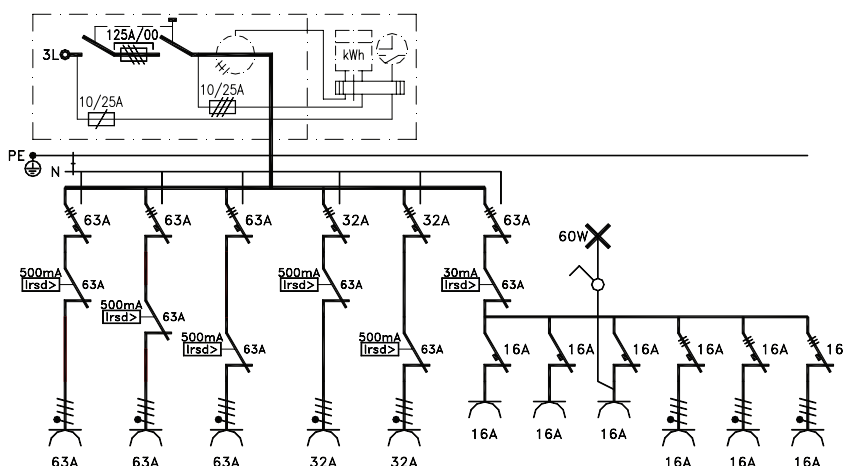 125A/00
3L
kWh
10/25A
10/25A
PE
N
63A 63A 63A 32A 32A 63A
60W
500mA 500mA 30mA
Irsd> 63A Irsd> 63A Irsd> 63A
500mA
Irsd> 63A
500mA 500mA
Irsd> 63A Irsd> 63A
16A 16A 16A 16A 16A 16
16A 16A 16A
63A 63A 63A 32A 32A 16A 16A 16A